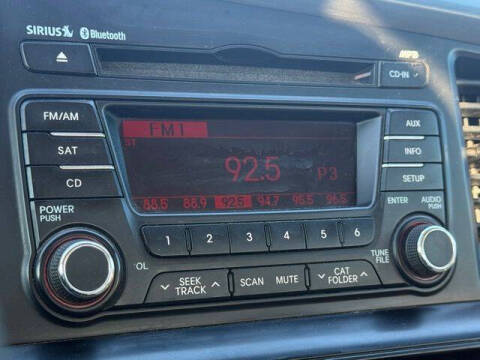 SIRIUS Bluetooth
MP3
CD-IN
FM/AM
SAT
CD
FM1
ST
92.5
P3
88.5 88.9 92.5 94.7 95.5 96.5
AUX
INFO
SETUP
POWER
PUSH
ENTER
AUDIO
PUSH
1 2 3 4 5 6
VOL
SEEK
TRACK
SCAN MUTE
CAT
FOLDER
TUNE
FILE